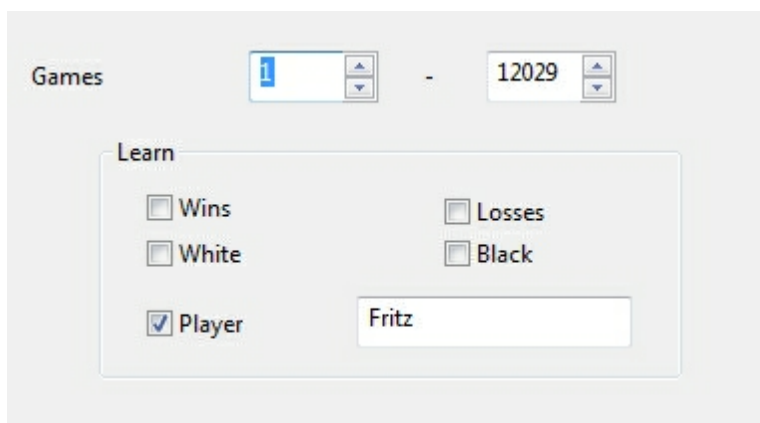 Games 1 - 12029
Learn
Wins Losses
White Black
Player Fritz